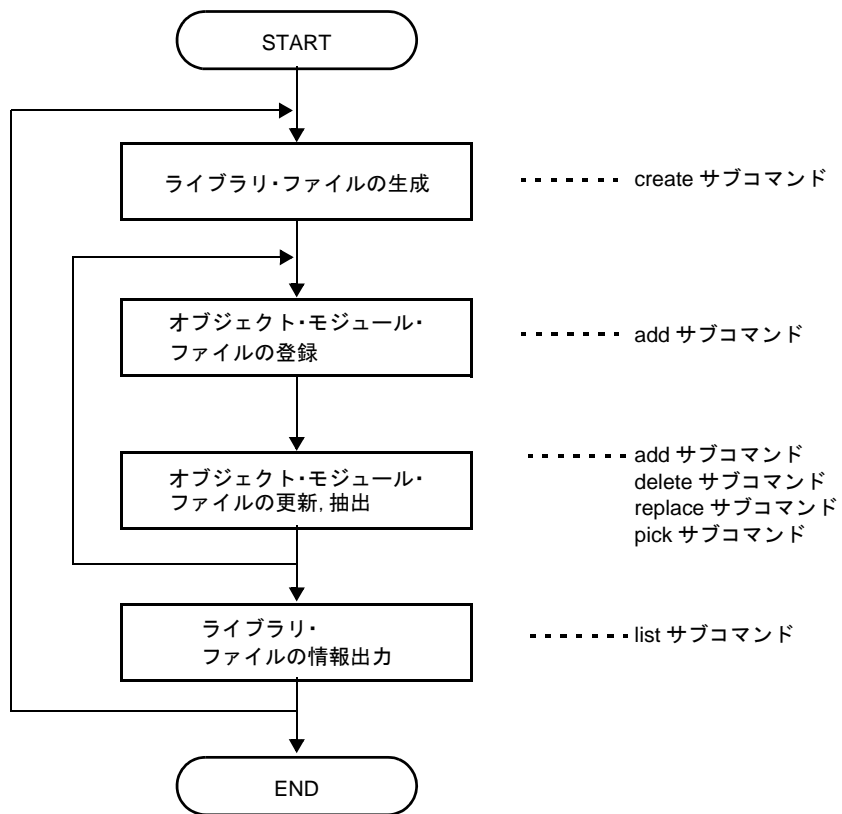 START
ライブラリ・ファイルの生成
create サブコマンド
オブジェクト・モジュール・
ファイルの登録
add サブコマンド
オブジェクト・モジュール・
ファイルの更新, 抽出
add サブコマンド
delete サブコマンド
replace サブコマンド
pick サブコマンド
ライブラリ・
ファイルの情報出力
list サブコマンド
END